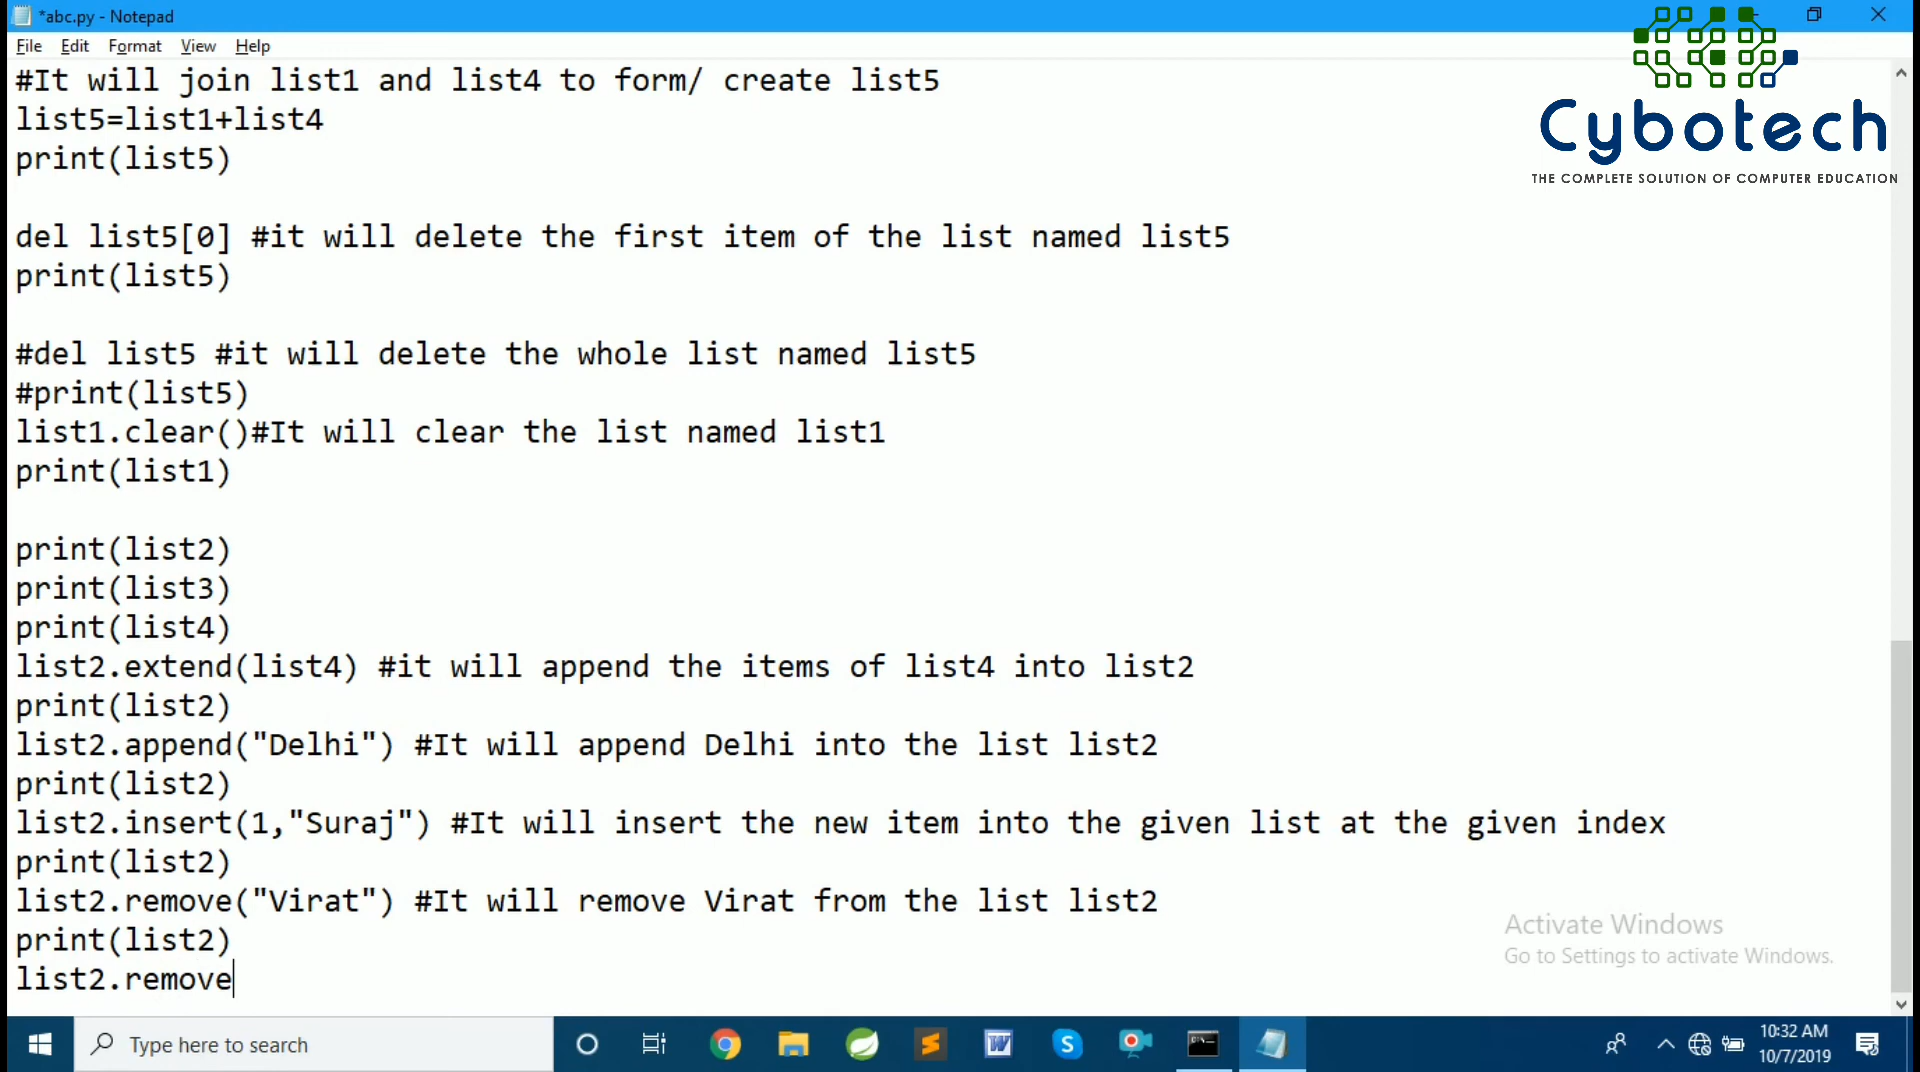 *abc.py - Notepad
File Edit Format View Help
#It will join list1 and list4 to form/ create list5
list5=list1+list4
print(list5)
del list5[0] #it will delete the first item of the list named list5
print(list5)
#del list5 #it will delete the whole list named list5
#print(list5)
list1.clear()#It will clear the list named list1
print(list1)
print(list2)
print(list3)
print(list4)
list2.extend(list4) #it will append the items of list4 into list2
print(list2)
list2.append("Delhi") #It will append Delhi into the list list2
print(list2)
list2.insert(1,"Suraj") #It will insert the new item into the given list at the given index
print(list2)
list2.remove("Virat") #It will remove Virat from the list list2
print(list2)
list2.remove
Cybotech
THE COMPLETE SOLUTION OF COMPUTER EDUCATION
Activate Windows
Go to Settings to activate Windows.
Type here to search
10:32 AM
10/7/2019